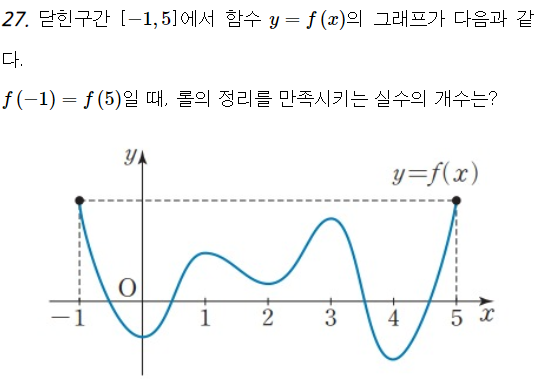 27. 닫힌구간 [−1, 5]에서 함수 y = f(x)의 그래프가 다음과 같
다.
f(−1) = f(5)일 때, 롤의 정리를 만족시키는 실수의 개수는?
y
y=f(x)
O
−1 1 2 3 4 5 x